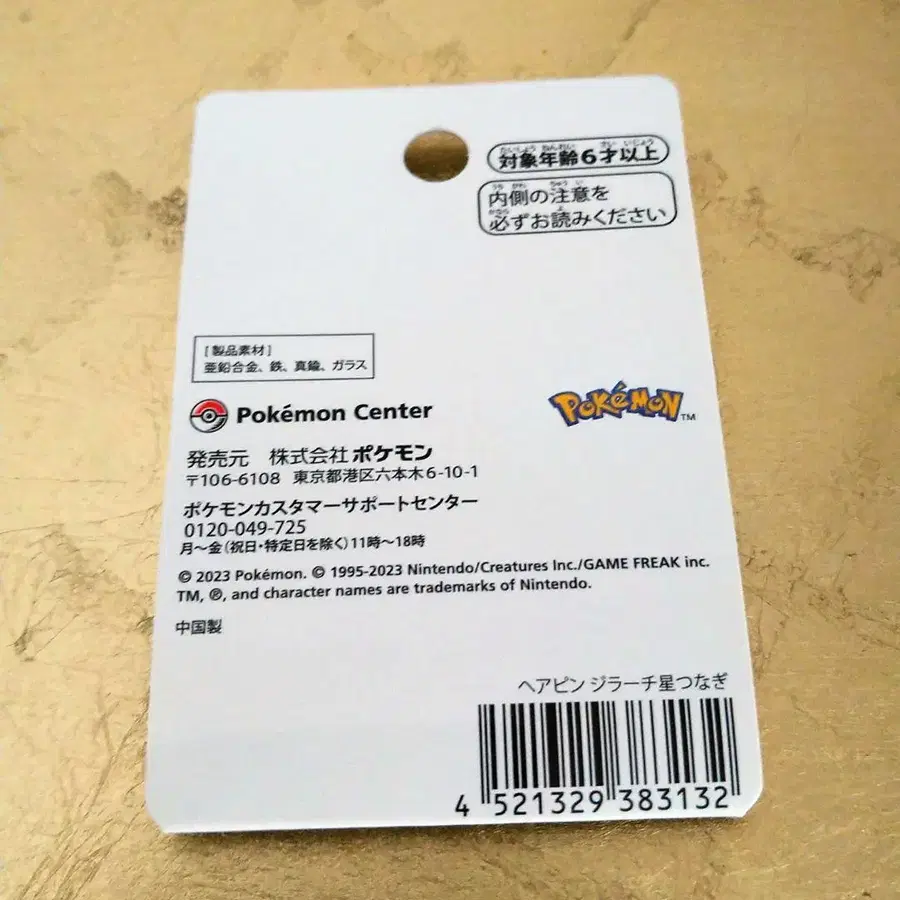 対象年齢6才以上
内側の注意を
必ずお読みください
[製品素材]
亜鉛合金、鉄、真鍮、ガラス
Pokémon Center
POKéMON TM
発売元 株式会社ポケモン
〒106-6108 東京都港区六本木6-10-1
ポケモンカスタマーサポートセンター
0120-049-725
月～金(祝日・特定日を除く)11時～18時
© 2023 Pokémon. © 1995-2023 Nintendo/Creatures Inc./GAME FREAK inc.
TM, ®, and character names are trademarks of Nintendo.
中国製
ヘアピン ジラーチ星つなぎ
4 521329 383132